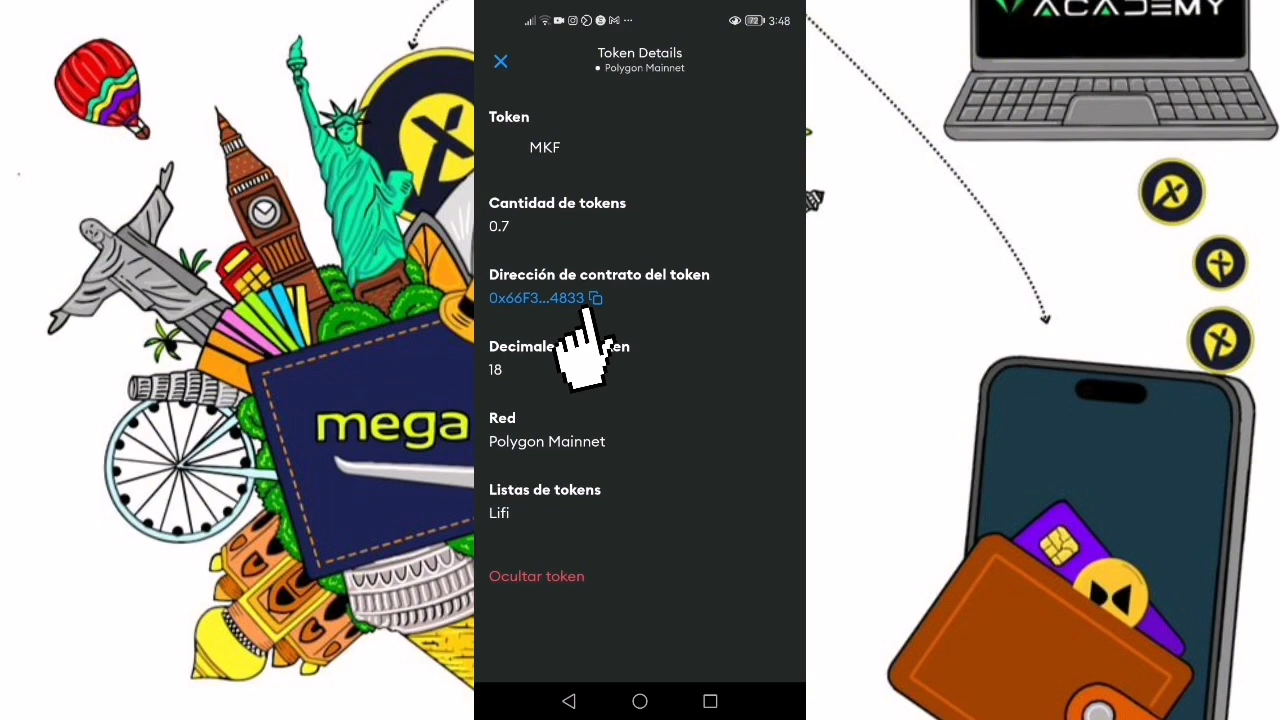 ACADEMY
3:48
72
Token Details
Polygon Mainnet
Token
MKF
Cantidad de tokens
0.7
Dirección de contrato del token
0x66F3...4833
18
Red
Polygon Mainnet
mega
Listas de tokens
Lifi
Ocultar token